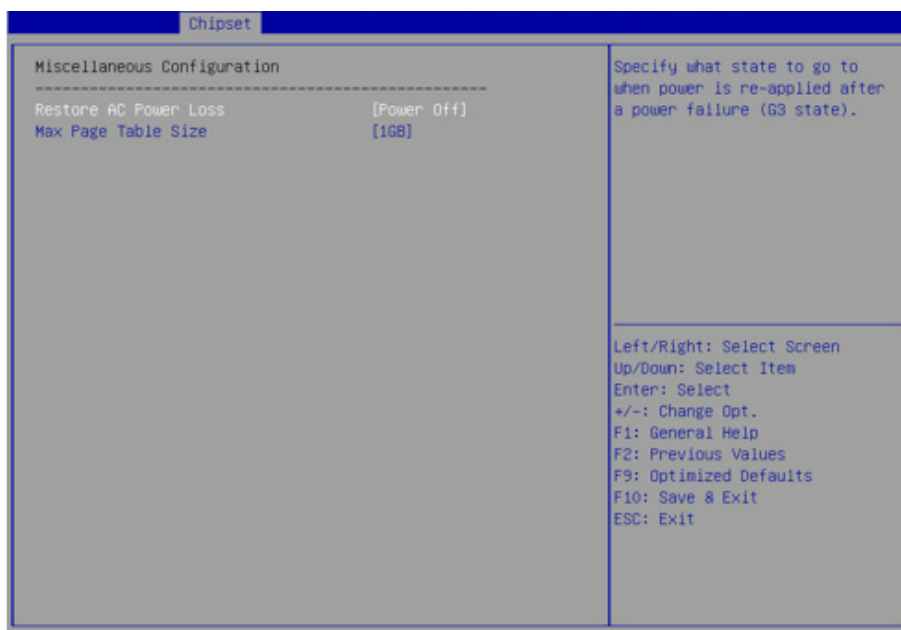 Chipset
Miscellaneous Configuration
--------------------------------------------------
Restore AC Power Loss [Power Off]
Max Page Table Size [1GB]
Specify what state to go to
when power is re-applied after
a power failure (G3 state).
Left/Right: Select Screen
Up/Down: Select Item
Enter: Select
+/-: Change Opt.
F1: General Help
F2: Previous Values
F9: Optimized Defaults
F10: Save & Exit
ESC: Exit